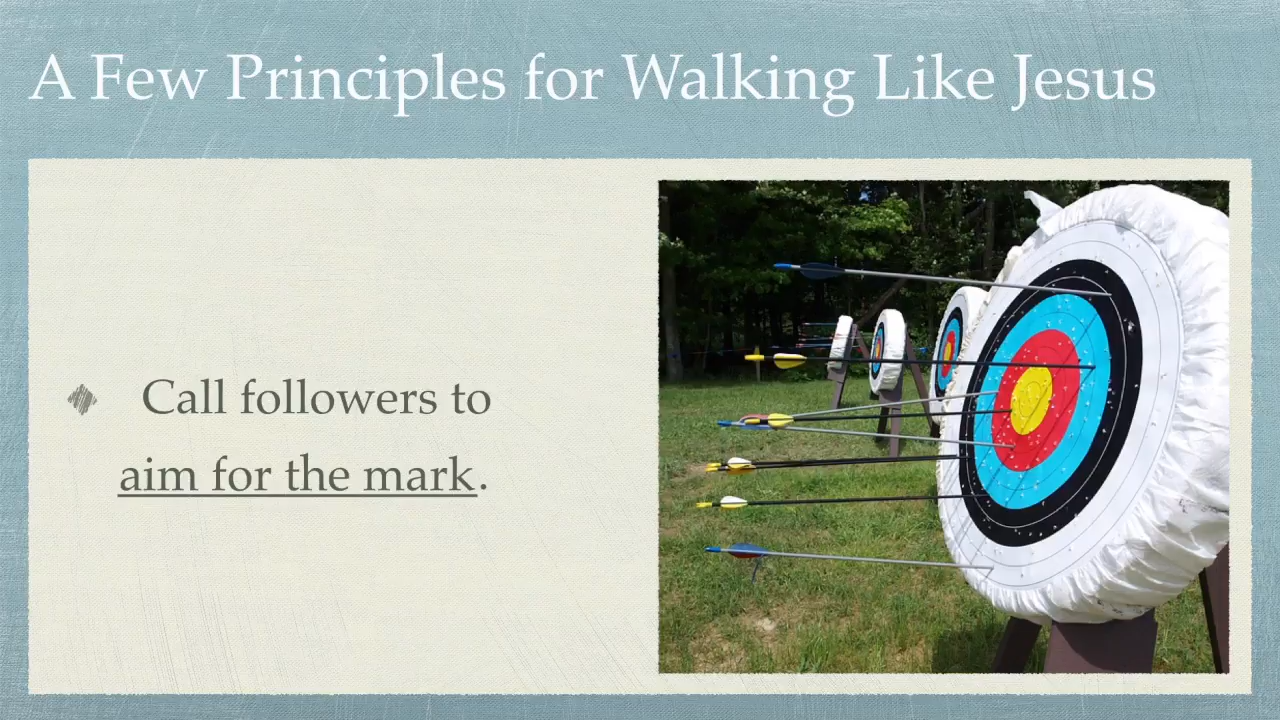 A Few Principles for Walking Like Jesus
Call followers to
aim for the mark.